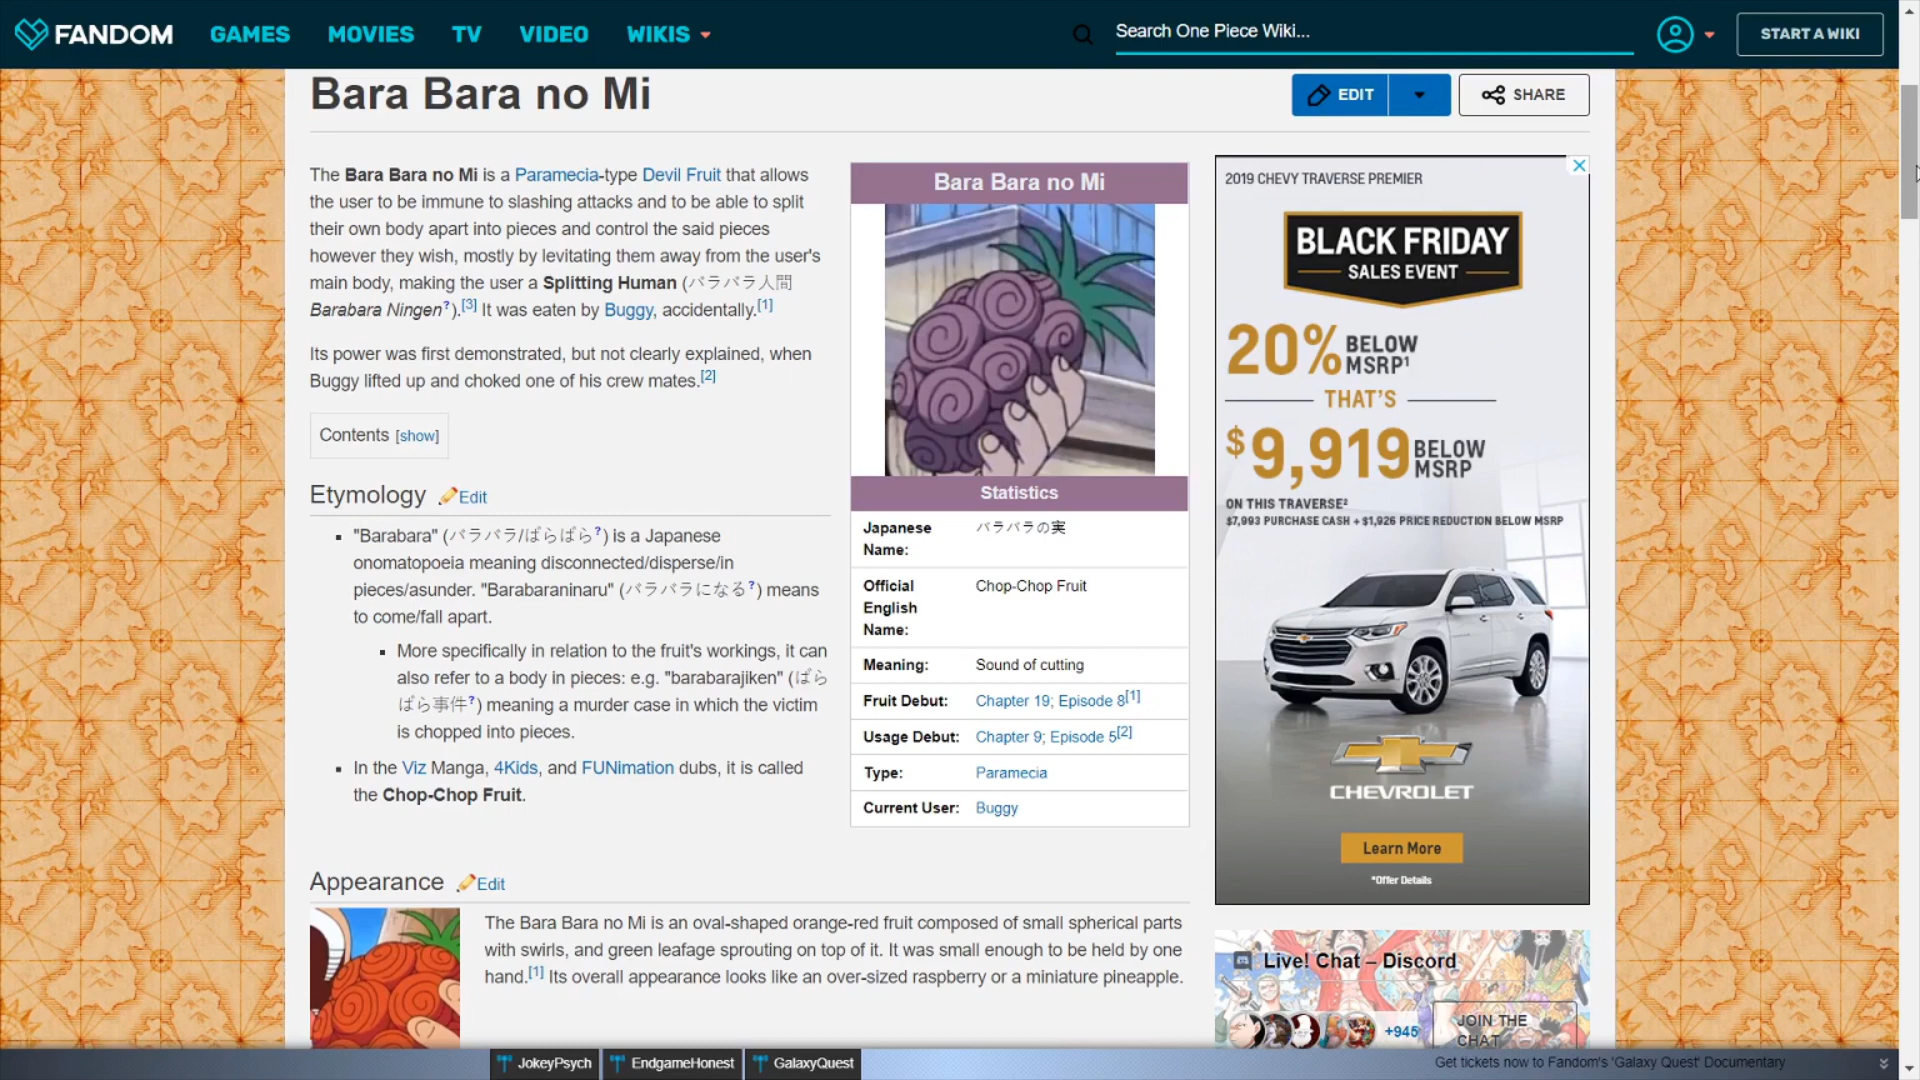 FANDOM GAMES MOVIES TV VIDEO WIKIS Search One Piece Wiki... START A WIKI
Bara Bara no Mi
EDIT SHARE
The Bara Bara no Mi is a Paramecia-type Devil Fruit that allows
the user to be immune to slashing attacks and to be able to split
their own body apart into pieces and control the said pieces
however they wish, mostly by levitating them away from the user's
main body, making the user a Splitting Human (バラバラ人間
Barabara Ningen?).[3] It was eaten by Buggy, accidentally.[1]
Its power was first demonstrated, but not clearly explained, when
Buggy lifted up and choked one of his crew mates.[2]
Contents [show]
Etymology Edit
"Barabara" (バラバラ/ばらばら?) is a Japanese
onomatopoeia meaning disconnected/disperse/in
pieces/asunder. "Barabaraninaru" (バラバラになる?) means
to come/fall apart.
More specifically in relation to the fruit's workings, it can
also refer to a body in pieces: e.g. "barabarajiken" (ばら
ばら事件?) meaning a murder case in which the victim
is chopped into pieces.
In the Viz Manga, 4Kids, and FUNimation dubs, it is called
the Chop-Chop Fruit.
Bara Bara no Mi
Statistics
Japanese Name: バラバラの実
Official English Name: Chop-Chop Fruit
Meaning: Sound of cutting
Fruit Debut: Chapter 19; Episode 8[1]
Usage Debut: Chapter 9; Episode 5[2]
Type: Paramecia
Current User: Buggy
Appearance Edit
The Bara Bara no Mi is an oval-shaped orange-red fruit composed of small spherical parts
with swirls, and green leafage sprouting on top of it. It was small enough to be held by one
hand.[1] Its overall appearance looks like an over-sized raspberry or a miniature pineapple.
2019 CHEVY TRAVERSE PREMIER
BLACK FRIDAY
SALES EVENT
20% BELOW MSRP¹
THAT'S
$9,919 BELOW MSRP
ON THIS TRAVERSE²
$7,993 PURCHASE CASH + $1,926 PRICE REDUCTION BELOW MSRP
CHEVROLET
Learn More
*Offer Details
Live! Chat – Discord
+945
JOIN THE
CHAT
JokeyPsych EndgameHonest GalaxyQuest
Get tickets now to Fandom's 'Galaxy Quest' Documentary